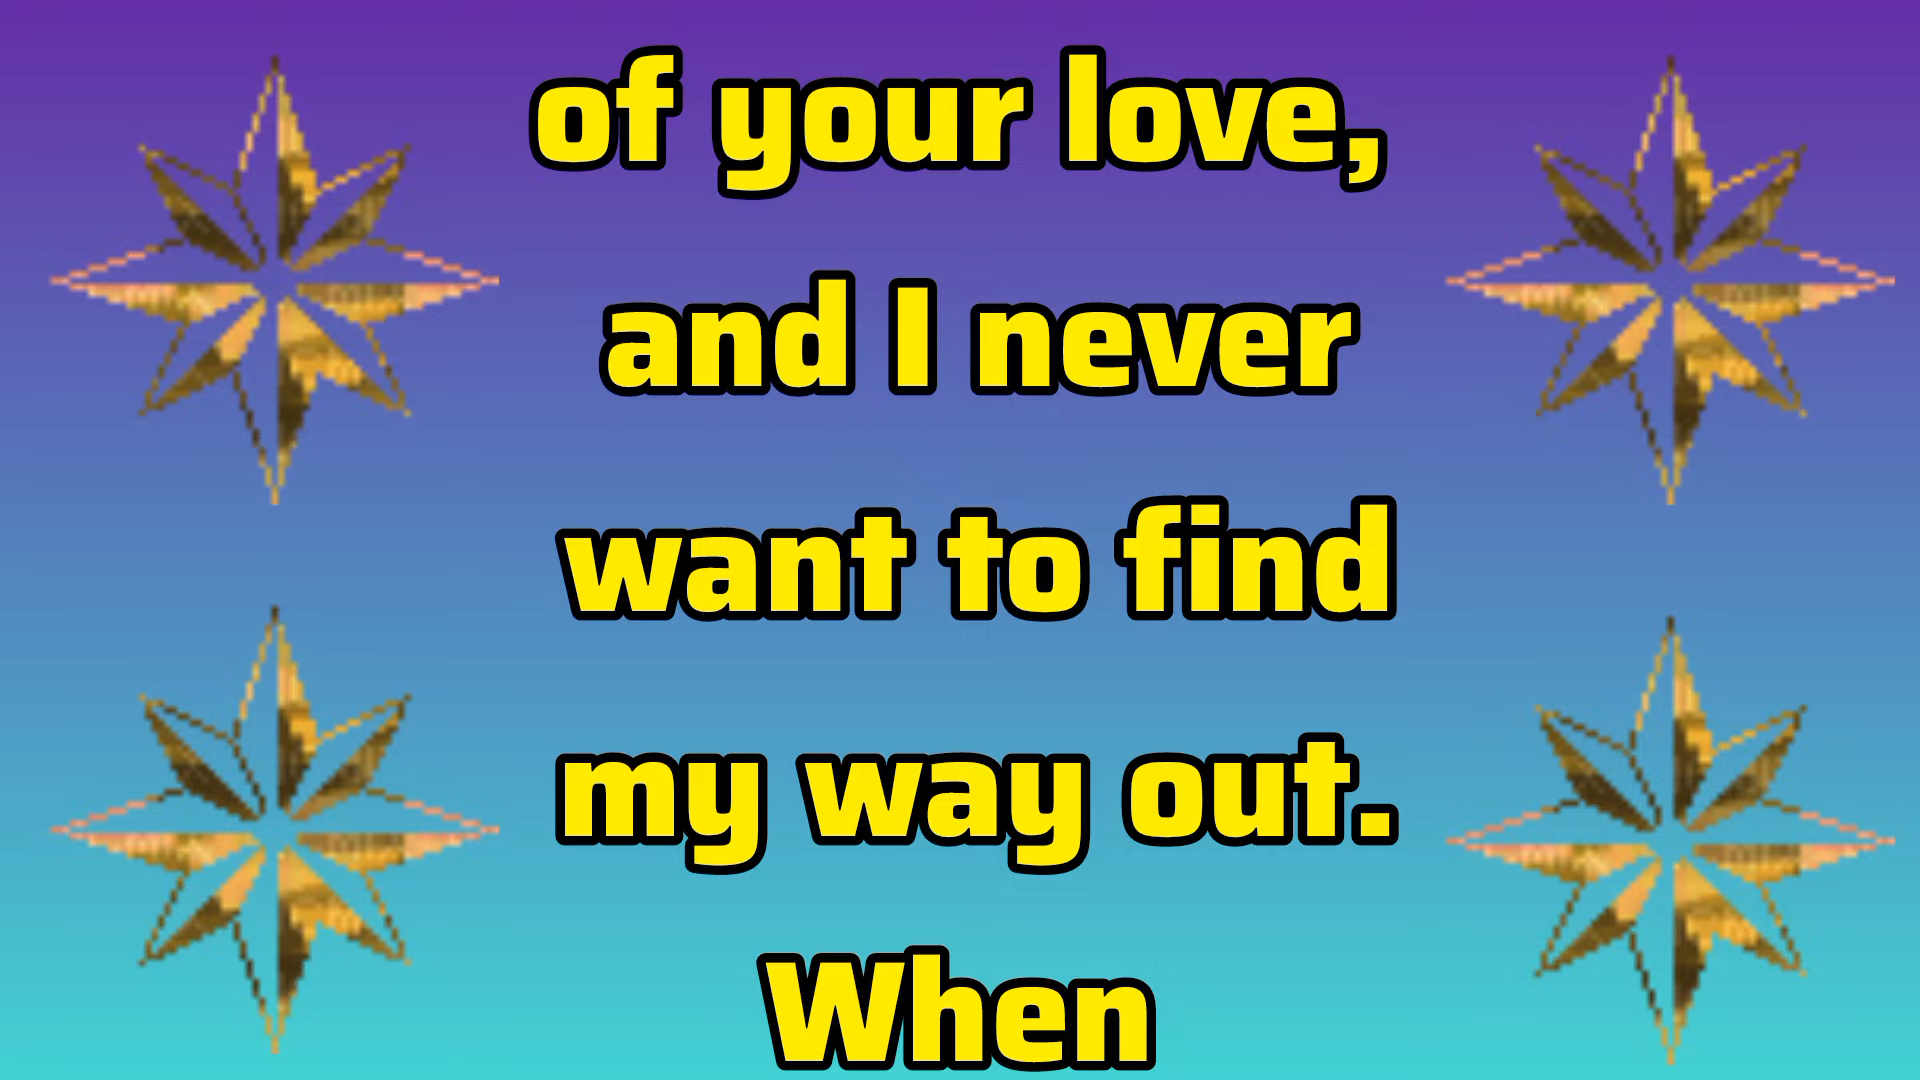 of your love,
and I never
want to find
my way out.
When